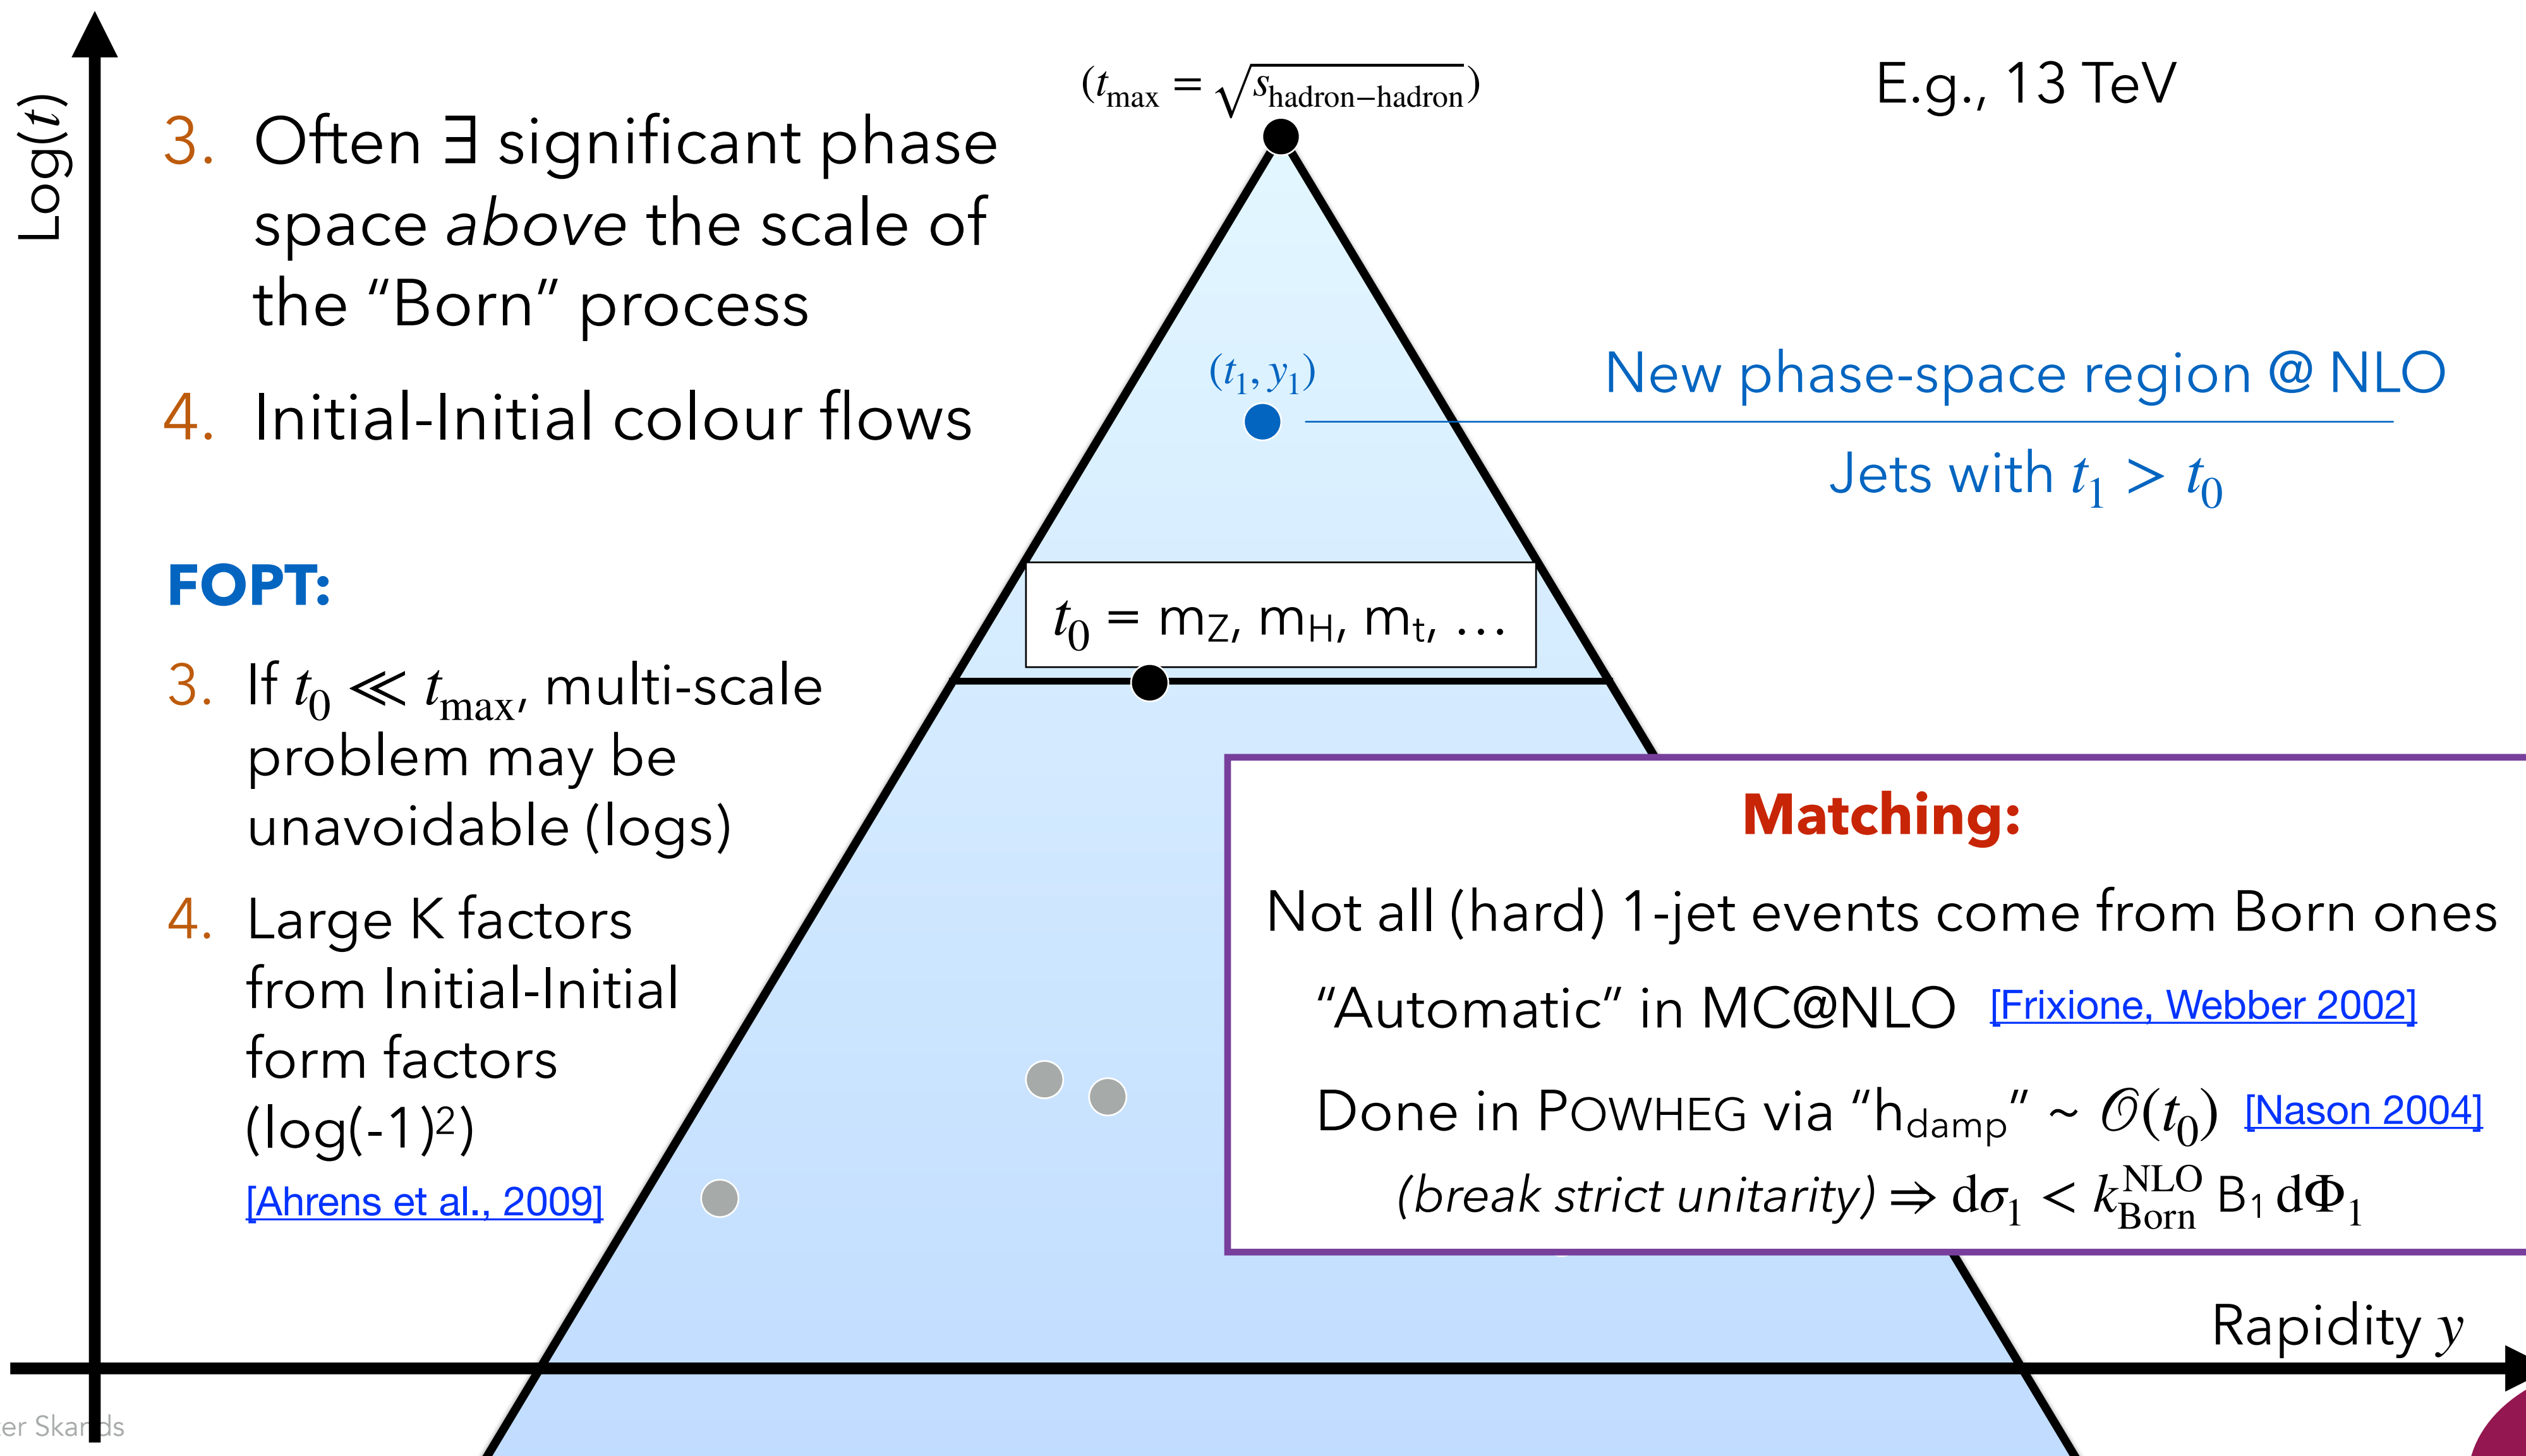 Log(t)
(t_max = √s_hadron−hadron)
E.g., 13 TeV
3. Often ∃ significant phase
space above the scale of
the “Born” process
4. Initial-Initial colour flows
(t₁, y₁)
New phase-space region @ NLO
Jets with t₁ > t₀
FOPT:
t₀ = m_Z, m_H, m_t, …
3. If t₀ ≪ t_max, multi-scale
problem may be
unavoidable (logs)
4. Large K factors
from Initial-Initial
form factors
(log(-1)²)
[Ahrens et al., 2009]
Matching:
Not all (hard) 1-jet events come from Born ones
“Automatic” in MC@NLO [Frixione, Webber 2002]
Done in POWHEG via “h_damp” ~ 𝒪(t₀) [Nason 2004]
(break strict unitarity) ⇒ dσ₁ < k_Born^NLO B₁ dΦ₁
Rapidity y
er Skands